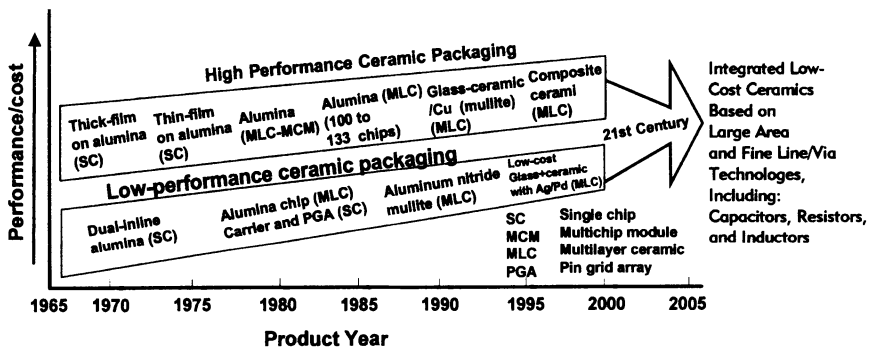 High Performance Ceramic Packaging
Performance/cost
Thick-film
on alumina
(SC)
Thin-film
on alumina
(SC)
Alumina
(MLC-MCM)
Alumina (MLC)
(100 to
133 chips)
Glass-ceramic
/Cu (mullite)
(MLC)
Composite
cerami
(MLC)
21st Century
Integrated Low-
Cost Ceramics
Based on
Large Area
and Fine Line/Via
Technologes,
Including:
Capacitors, Resistors,
and Inductors
Low-performance ceramic packaging
Dual-inline
alumina (SC)
Alumina chip (MLC)
Carrier and PGA (SC)
Aluminum nitride
mullite (MLC)
Low-cost
Glass+ceramic
with Ag/Pd (MLC)
SC Single chip
MCM Multichip module
MLC Multilayer ceramic
PGA Pin grid array
1965 1970 1975 1980 1985 1990 1995 2000 2005
Product Year